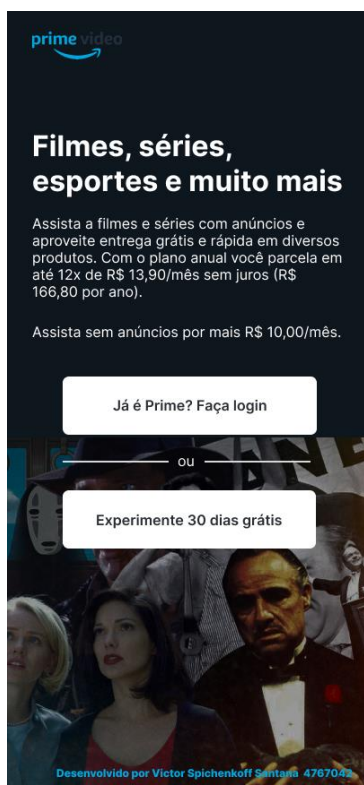 prime video
Filmes, séries,
esportes e muito mais
Assista a filmes e séries com anúncios e
aproveite entrega grátis e rápida em diversos
produtos. Com o plano anual você parcela em
até 12x de R$ 13,90/mês sem juros (R$
166,80 por ano).
Assista sem anúncios por mais R$ 10,00/mês.
Já é Prime? Faça login
ou
Experimente 30 dias grátis
Desenvolvido por Victor Spichenkoff Santana 4767042